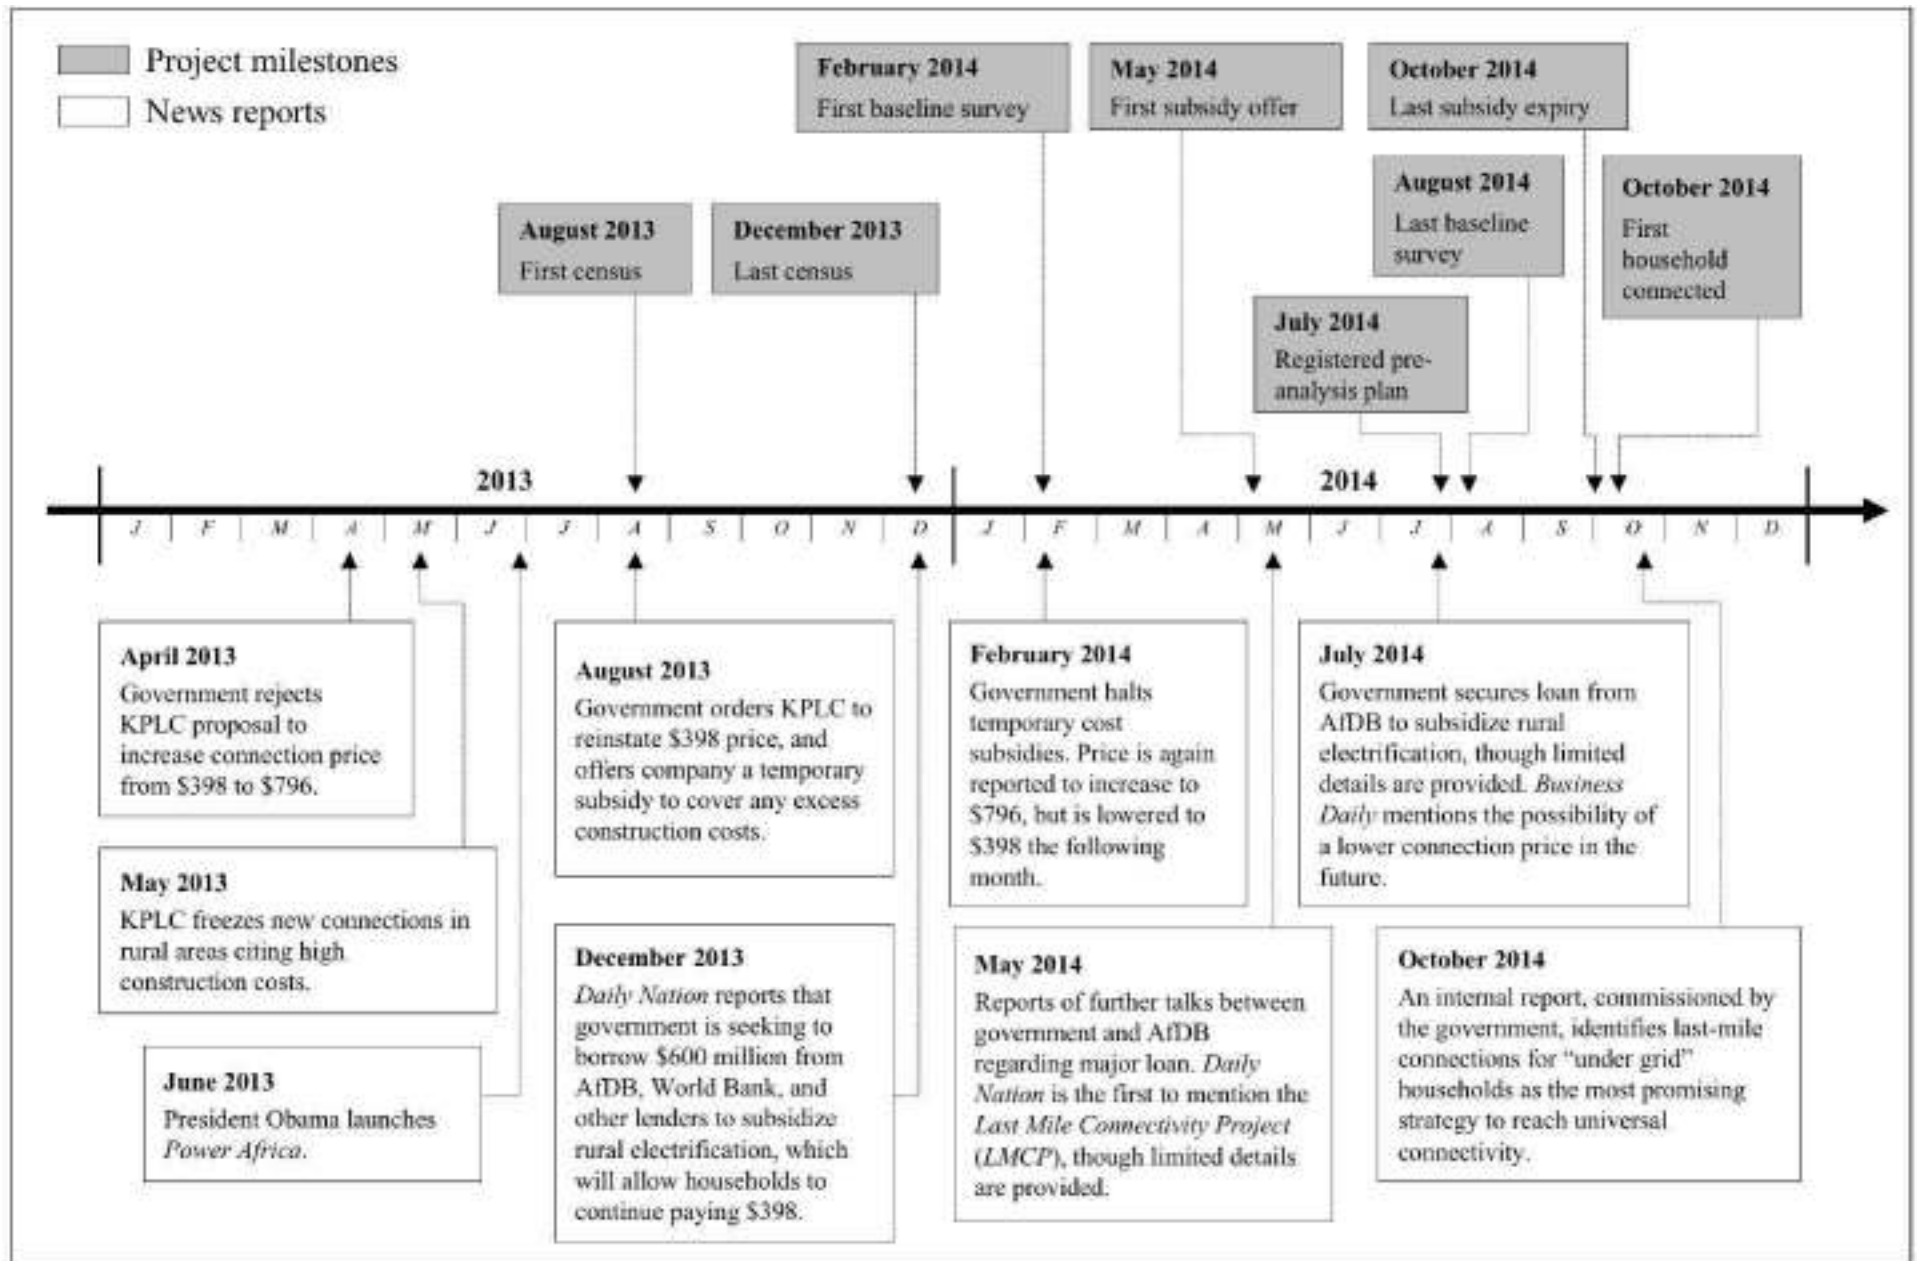 Project milestones
News reports
February 2014
First baseline survey
May 2014
First subsidy offer
October 2014
Last subsidy expiry
August 2013
First census
December 2013
Last census
August 2014
Last baseline
survey
October 2014
First
household
connected
July 2014
Registered pre-
analysis plan
2013
2014
J F M A M J J A S O N D J F M A M J J A S O N D
April 2013
Government rejects
KPLC proposal to
increase connection price
from $398 to $796.
May 2013
KPLC freezes new connections in
rural areas citing high
construction costs.
June 2013
President Obama launches
Power Africa.
August 2013
Government orders KPLC to
reinstate $398 price, and
offers company a temporary
subsidy to cover any excess
construction costs.
December 2013
Daily Nation reports that
government is seeking to
borrow $600 million from
AfDB, World Bank, and
other lenders to subsidize
rural electrification, which
will allow households to
continue paying $398.
February 2014
Government halts
temporary cost
subsidies. Price is again
reported to increase to
$796, but is lowered to
$398 the following
month.
May 2014
Reports of further talks between
government and AfDB
regarding major loan. Daily
Nation is the first to mention the
Last Mile Connectivity Project
(LMCP), though limited details
are provided.
July 2014
Government secures loan from
AfDB to subsidize rural
electrification, though limited
details are provided. Business
Daily mentions the possibility of
a lower connection price in the
future.
October 2014
An internal report, commissioned by
the government, identifies last-mile
connections for “under grid”
households as the most promising
strategy to reach universal
connectivity.